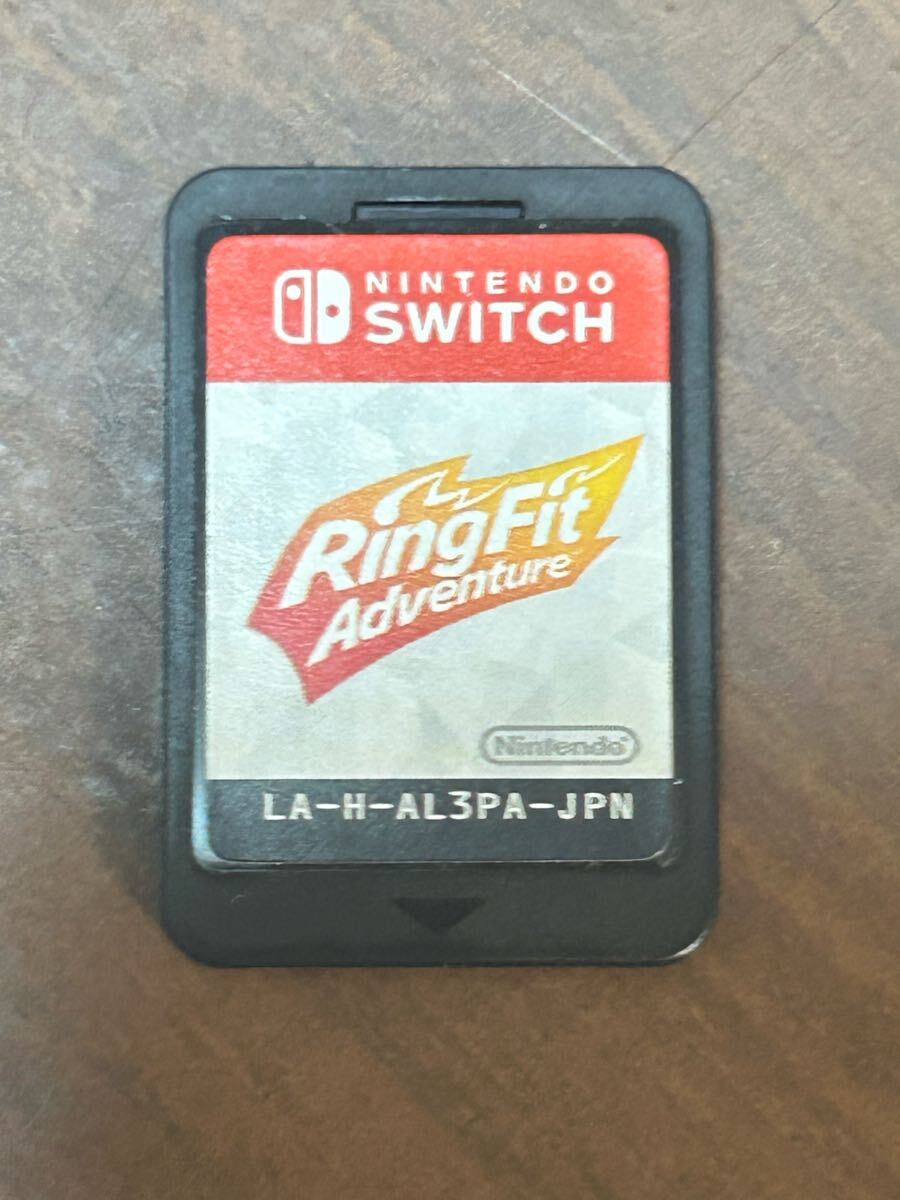 NINTENDO
SWITCH
RingFit
Adventure
Nintendo
LA-H-AL3PA-JPN